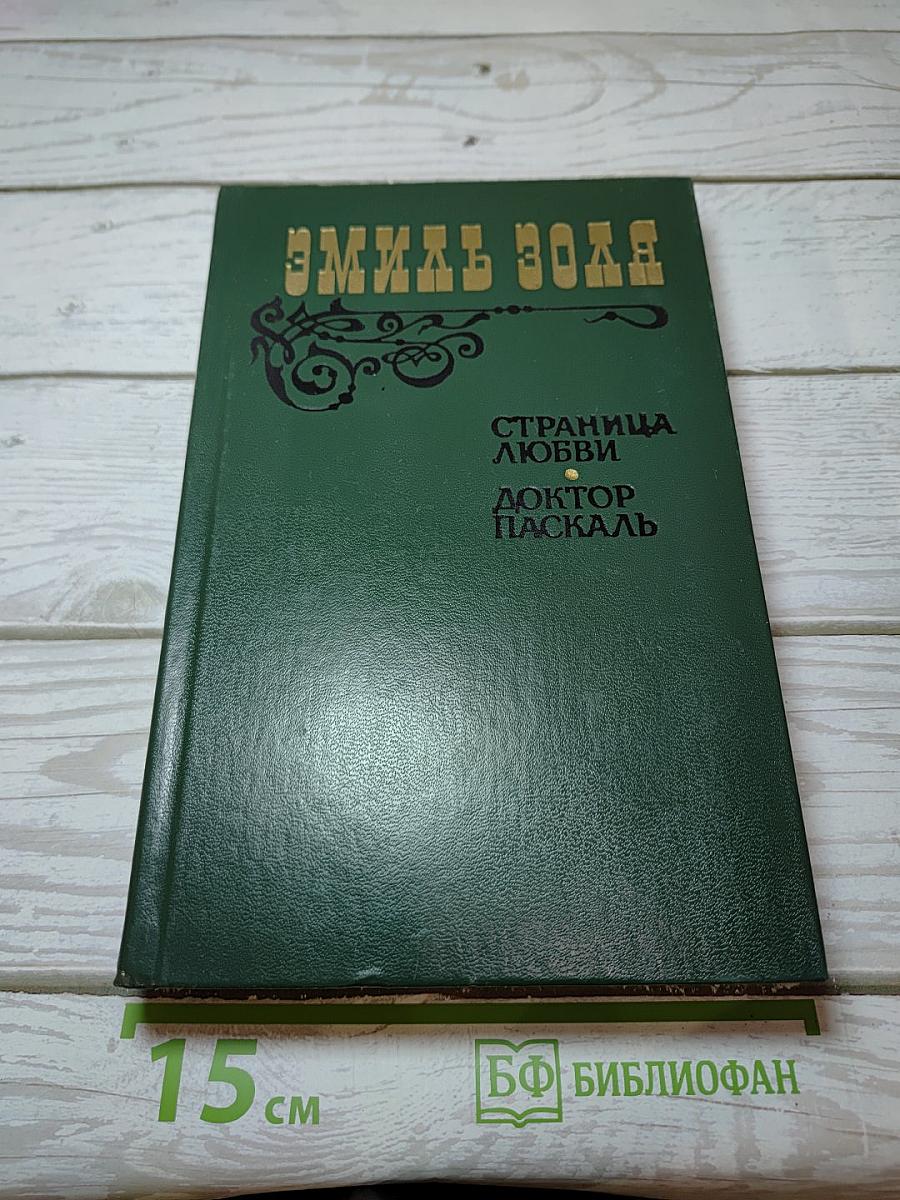 ЭМИЛЬ ЗОЛЯ
СТРАНИЦА
ЛЮБВИ
ДОКТОР
ПАСКАЛЬ
15 см
БФ БИБЛИОФАН